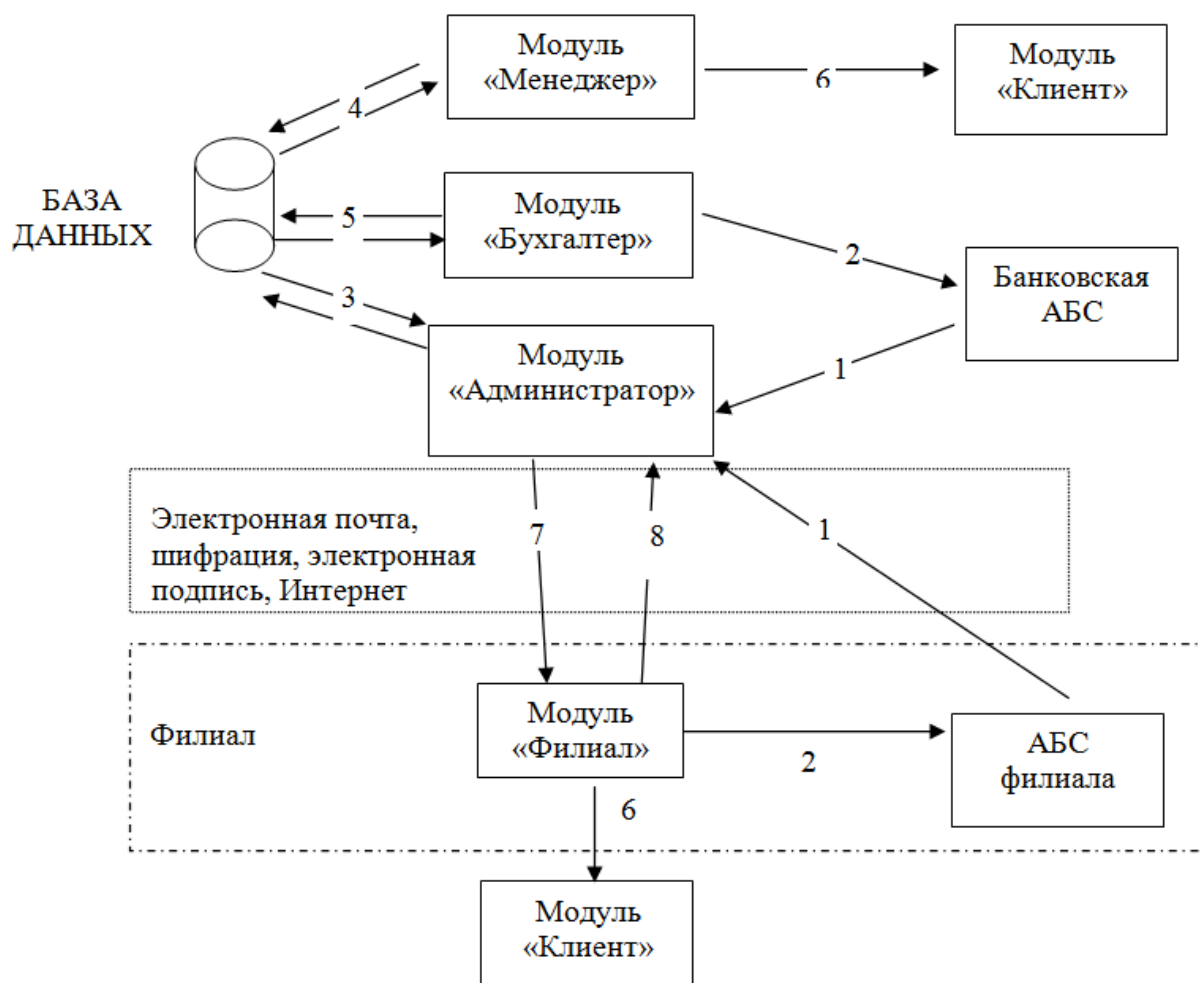 Модуль
«Менеджер»
6
Модуль
«Клиент»
4
БАЗА
ДАННЫХ
5
Модуль
«Бухгалтер»
2
Банковская
АБС
3
Модуль
«Администратор»
1
Электронная почта,
шифрация, электронная
подпись, Интернет
7
8
1
Филиал
Модуль
«Филиал»
2
АБС
филиала
6
Модуль
«Клиент»